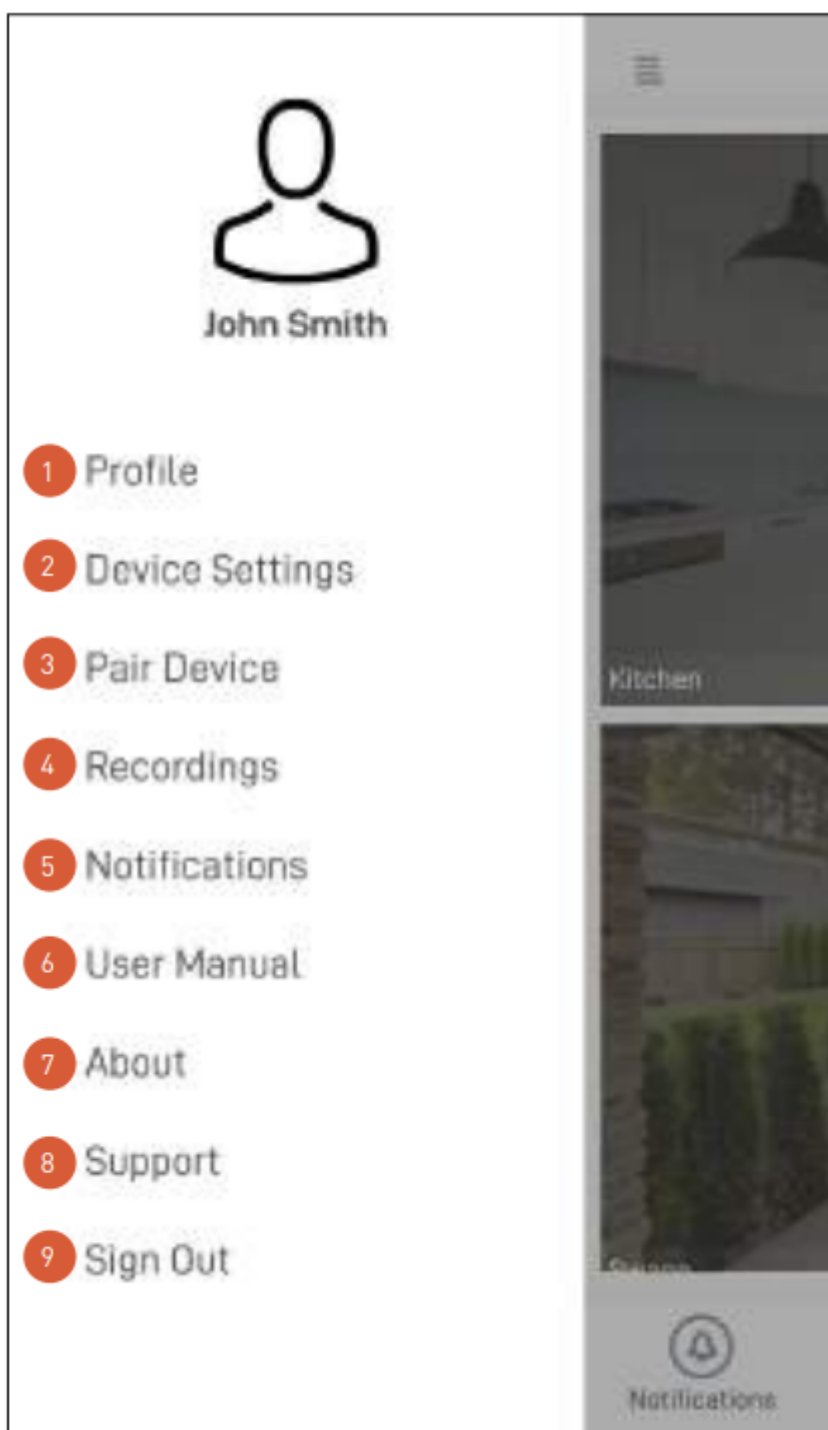 John Smith
1 Profile
2 Device Settings
3 Pair Device
4 Recordings
5 Notifications
6 User Manual
7 About
8 Support
9 Sign Out
Kitchen
Notifications